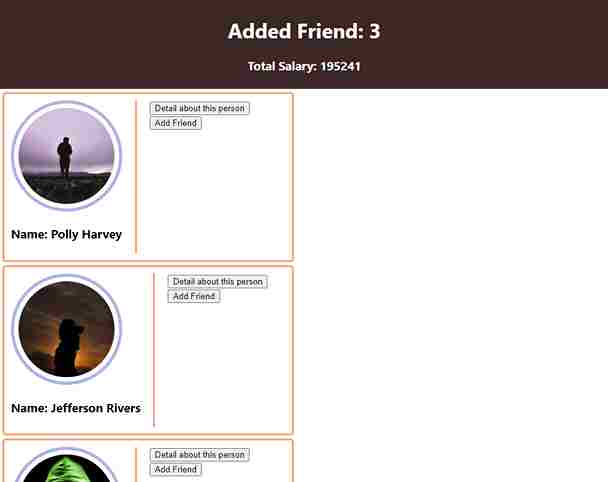 Added Friend: 3
Total Salary: 195241
Detail about this person
Add Friend
Name: Polly Harvey
Detail about this person
Add Friend
Name: Jefferson Rivers
Detail about this person
Add Friend